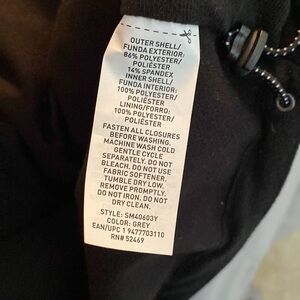 OUTER SHELL/
FUNDA EXTERIOR:
86% POLYESTER/
POLIÉSTER
14% SPANDEX
INNER SHELL/
FUNDA INTERIOR:
100% POLYESTER/
POLIÉSTER
LINING/FORRO:
100% POLYESTER/
POLIÉSTER
FASTEN ALL CLOSURES
BEFORE WASHING.
MACHINE WASH COLD
GENTLE CYCLE
SEPARATELY. DO NOT
BLEACH. DO NOT USE
FABRIC SOFTENER.
TUMBLE DRY LOW.
REMOVE PROMPTLY.
DO NOT IRON. DO NOT
DRY CLEAN.
STYLE: SM40603Y
COLOR: GREY
EAN/UPC 1 9477703110
RN# 52469